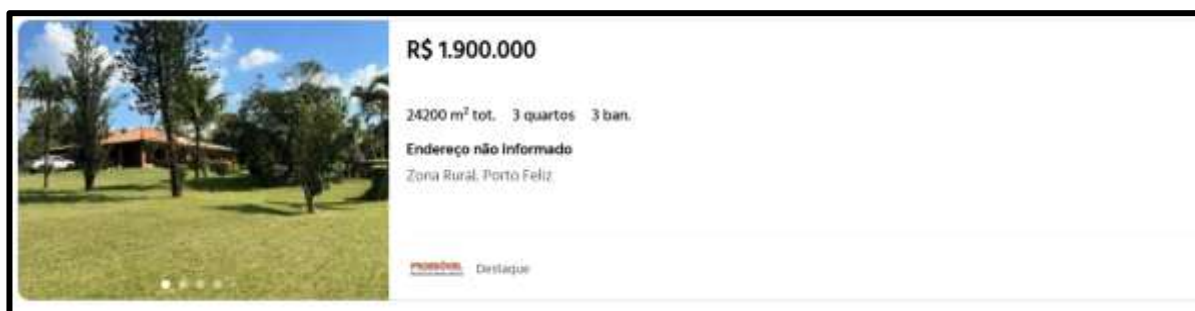 R$ 1.900.000
24200 m² tot. 3 quartos 3 ban.
Endereço não informado
Zona Rural, Porto Feliz
Destaque